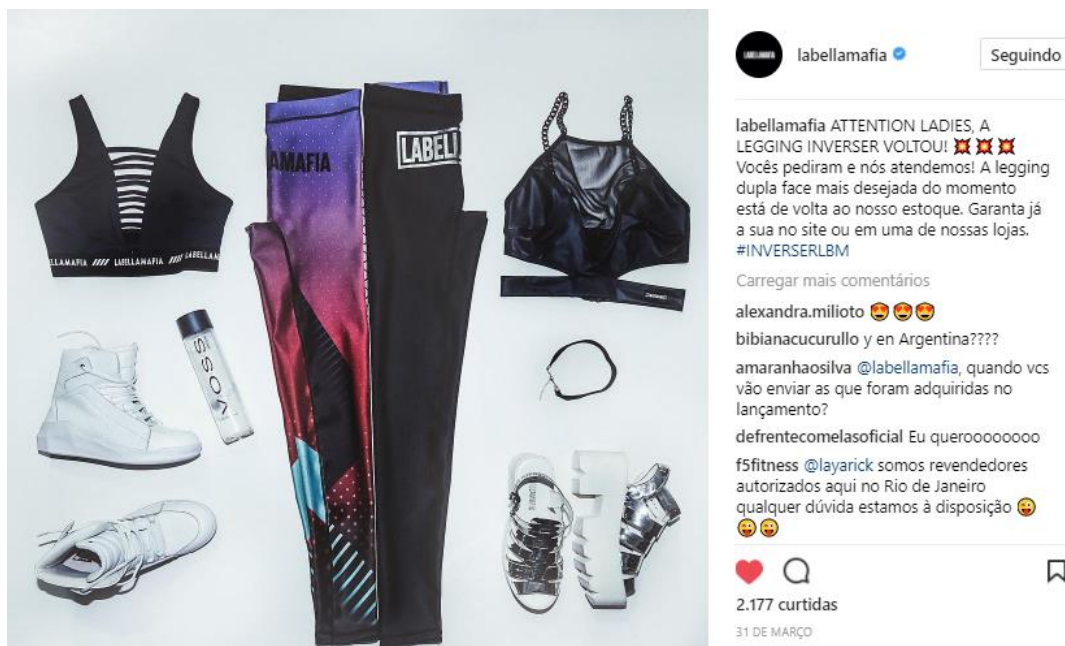 LABELLAMAFIA
labellamafia
Seguindo
labellamafia ATTENTION LADIES, A
LEGGING INVERSER VOLTOU! 💥 💥 💥
Vocês pediram e nós atendemos! A legging
dupla face mais desejada do momento
está de volta ao nosso estoque. Garanta já
a sua no site ou em uma de nossas lojas.
#INVERSERLBM
Carregar mais comentários
alexandra.milioto 😍😍😍
bibianacucurullo y en Argentina????
amaranhaosilva @labellamafia, quando vcs
vão enviar as que foram adquiridas no
lançamento?
defrentecomelasoficial Eu queroooooooo
f5fitness @layarick somos revendedores
autorizados aqui no Rio de Janeiro
qualquer dúvida estamos à disposição 😜
😜😜
2.177 curtidas
31 DE MARÇO
AMAFIA
LABELL
LLAMAFIA //// LABELLAMAFIA //// LABELLAM
VOSS